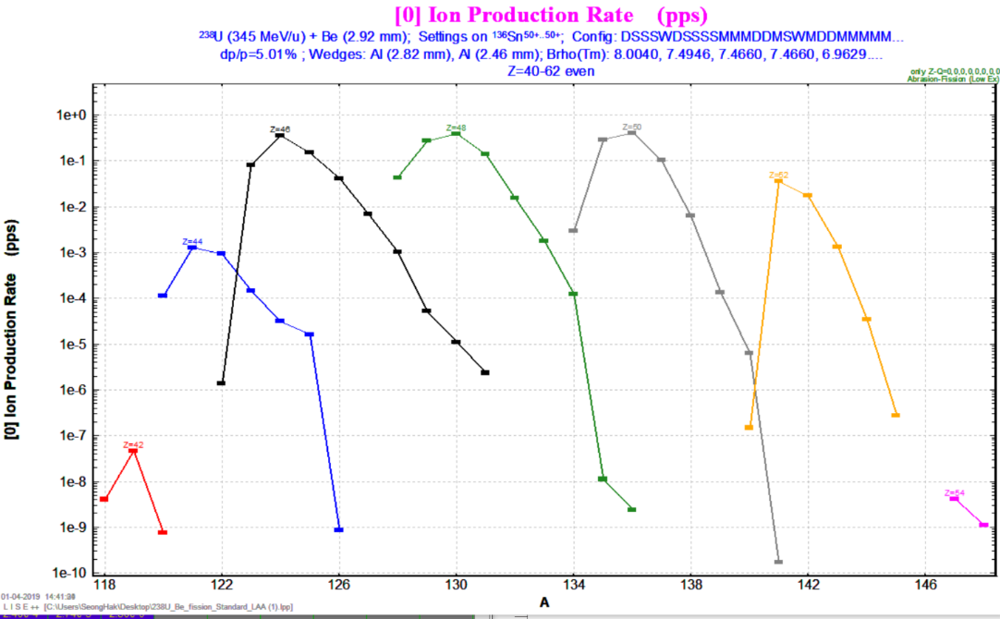 [0] Ion Production Rate (pps)
238U (345 MeV/u) + Be (2.92 mm); Settings on 136Sn50+..50+; Config: DSSSWDSSSSMMMDDMSWMDDMMMMM...
dp/p=5.01% ; Wedges: Al (2.82 mm), Al (2.46 mm); Brho(Tm): 8.0040, 7.4946, 7.4660, 7.4660, 6.9629....
Z=40-62 even
only Z-Q=0,0,0,0,0,0,0,0
Abrasion-Fission (Low Ex)
[0] Ion Production Rate (pps)
1e+0
1e-1
1e-2
1e-3
1e-4
1e-5
1e-6
1e-7
1e-8
1e-9
1e-10
Z=42
Z=44
Z=46
Z=48
Z=50
Z=52
Z=54
118 122 126 130 134 138 142 146
A
01-04-2019 14:41:
L I S E ++ [C:\Users\SeongHak\Desktop\238U_Be_fission_Standard_LAA (1).lpp]